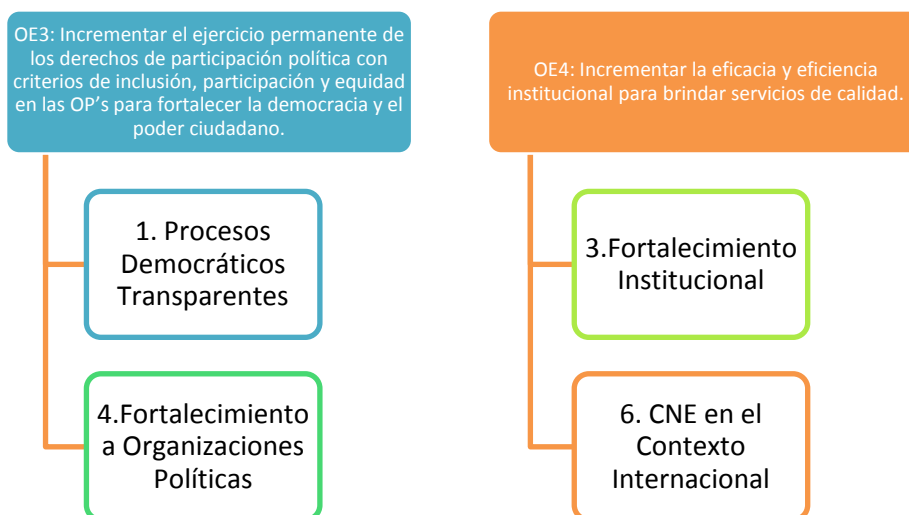 OE3: Incrementar el ejercicio permanente de
los derechos de participación política con
criterios de inclusión, participación y equidad
en las OP’s para fortalecer la democracia y el
poder ciudadano.
1. Procesos
Democráticos
Transparentes
4.Fortalecimiento
a Organizaciones
Políticas
OE4: Incrementar la eficacia y eficiencia
institucional para brindar servicios de calidad.
3.Fortalecimiento
Institucional
6. CNE en el
Contexto
Internacional